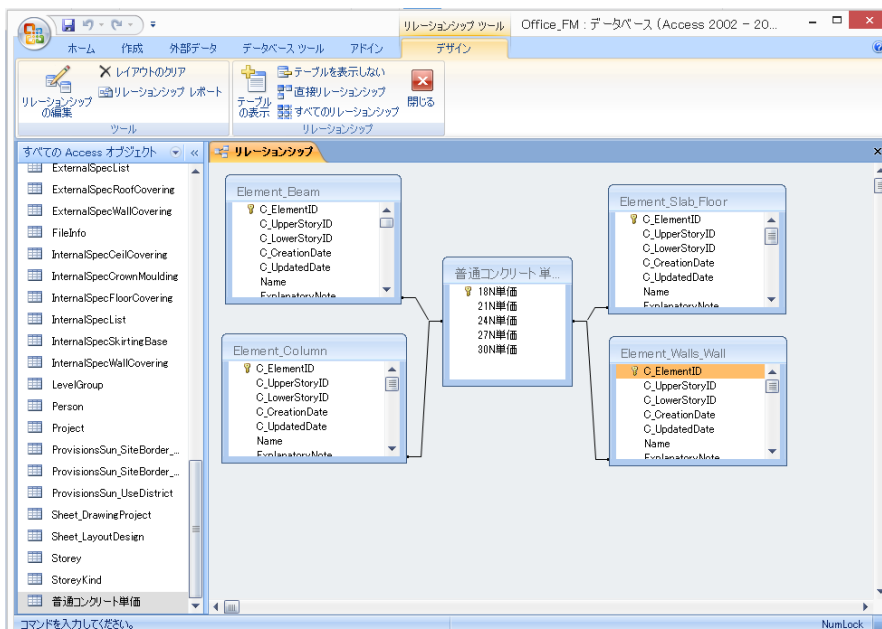 リレーションシップ ツール
Office_FM : データベース (Access 2002 - 20...
ホーム 作成 外部データ データベース ツール アドイン デザイン
リレーションシップ
の編集
レイアウトのクリア
リレーションシップ レポート
ツール
テーブル
の表示
テーブルを表示しない
直接リレーションシップ
すべてのリレーションシップ
閉じる
リレーションシップ
すべての Access オブジェクト
ExternalSpecList
ExternalSpecRoofCovering
ExternalSpecWallCovering
FileInfo
InternalSpecCeilCovering
InternalSpecCrownMoulding
InternalSpecFloorCovering
InternalSpecList
InternalSpecSkirtingBase
InternalSpecWallCovering
LevelGroup
Person
Project
ProvisionsSun_SiteBorder_...
ProvisionsSun_SiteBorder_...
ProvisionsSun_UseDistrict
Sheet_DrawingProject
Sheet_LayoutDesign
Storey
StoreyKind
普通コンクリート単価
リレーションシップ
Element_Beam
C_ElementID
C_UpperStoryID
C_LowerStoryID
C_CreationDate
C_UpdatedDate
Name
ExplanatoryNote
Element_Column
C_ElementID
C_UpperStoryID
C_LowerStoryID
C_CreationDate
C_UpdatedDate
Name
ExplanatoryNote
普通コンクリート 単...
18N単価
21N単価
24N単価
27N単価
30N単価
Element_Slab_Floor
C_ElementID
C_UpperStoryID
C_LowerStoryID
C_CreationDate
C_UpdatedDate
Name
ExplanatoryNote
Element_Walls_Wall
C_ElementID
C_UpperStoryID
C_LowerStoryID
C_CreationDate
C_UpdatedDate
Name
ExplanatoryNote
コマンドを入力してください。
NumLock